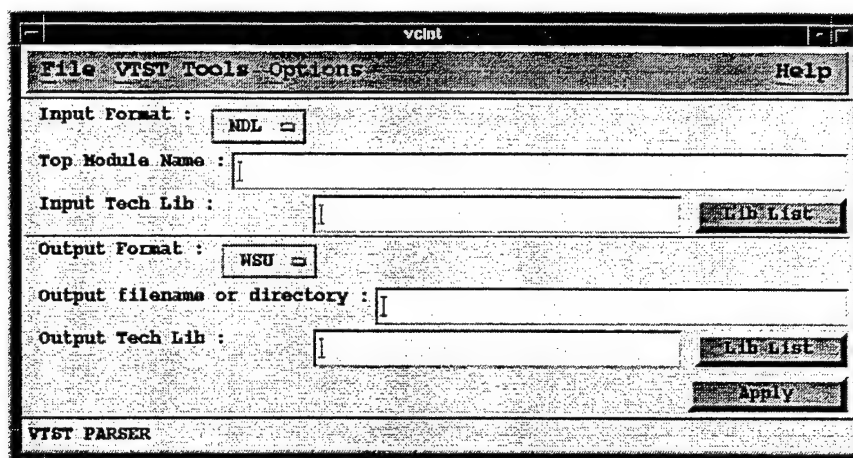 vcint
File VTST Tools Options Help
Input Format : NDL
Top Module Name :
Input Tech Lib : Lib List
Output Format : WSU
Output filename or directory :
Output Tech Lib : Lib List
Apply
VTST PARSER